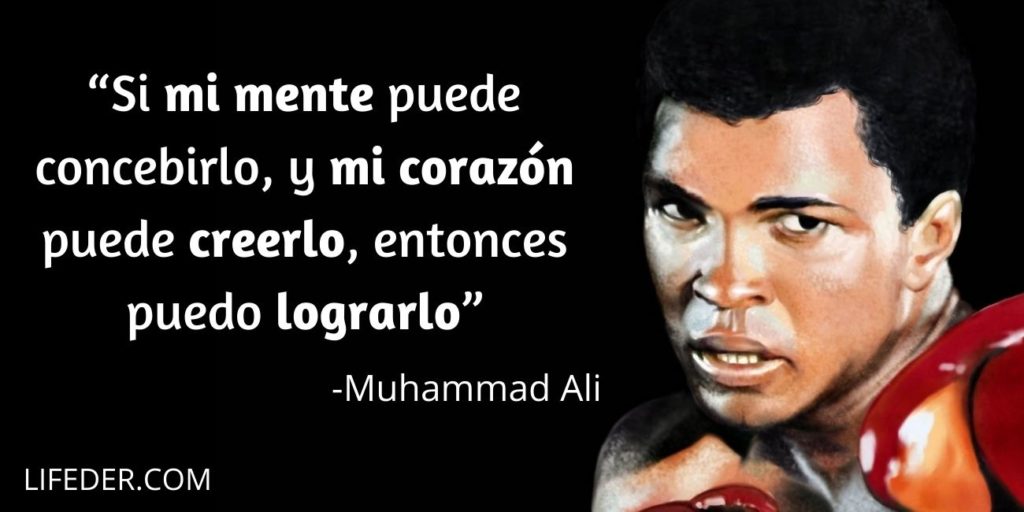 “Si mi mente puede
concebirlo, y mi corazón
puede creerlo, entonces
puedo lograrlo”
-Muhammad Ali
LIFEDER.COM